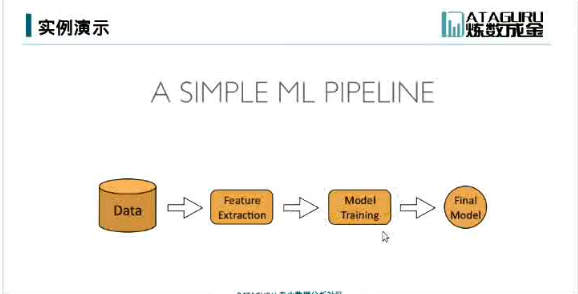 实例演示
ATAGURU
炼数成金
A SIMPLE ML PIPELINE
Data
Feature
Extraction
Model
Training
Final
Model